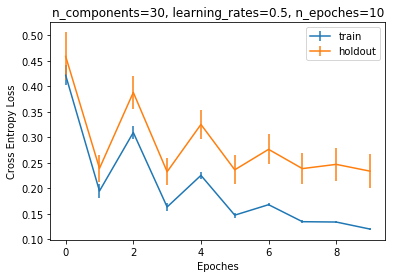 n_components=30, learning_rates=0.5, n_epoches=10
train
holdout
Cross Entropy Loss
0.50
0.45
0.40
0.35
0.30
0.25
0.20
0.15
0.10
0 2 4 6 8
Epoches